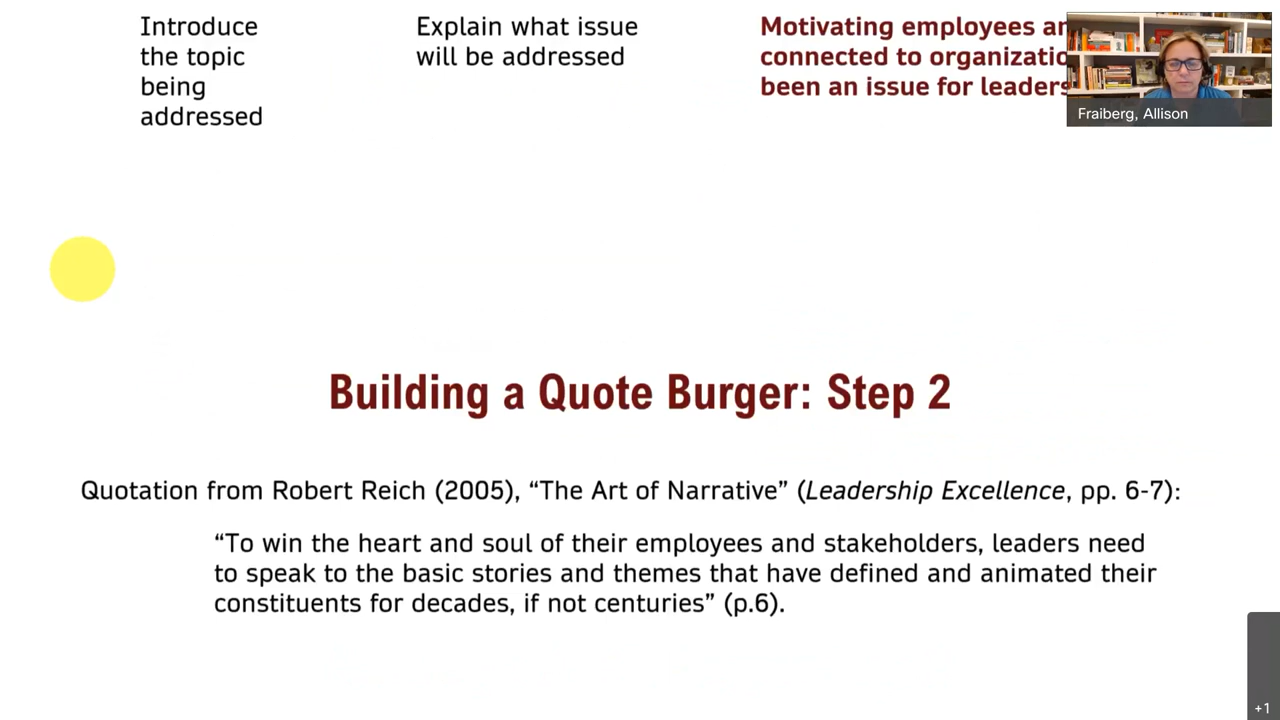 Introduce
the topic
being
addressed
Explain what issue
will be addressed
Motivating employees
connected to
been an issue for leaders
Fraiberg, Allison
Building a Quote Burger: Step 2
Quotation from Robert Reich (2005), “The Art of Narrative” (Leadership Excellence, pp. 6-7):
“To win the heart and soul of their employees and stakeholders, leaders need
to speak to the basic stories and themes that have defined and animated their
constituents for decades, if not centuries” (p.6).
+1